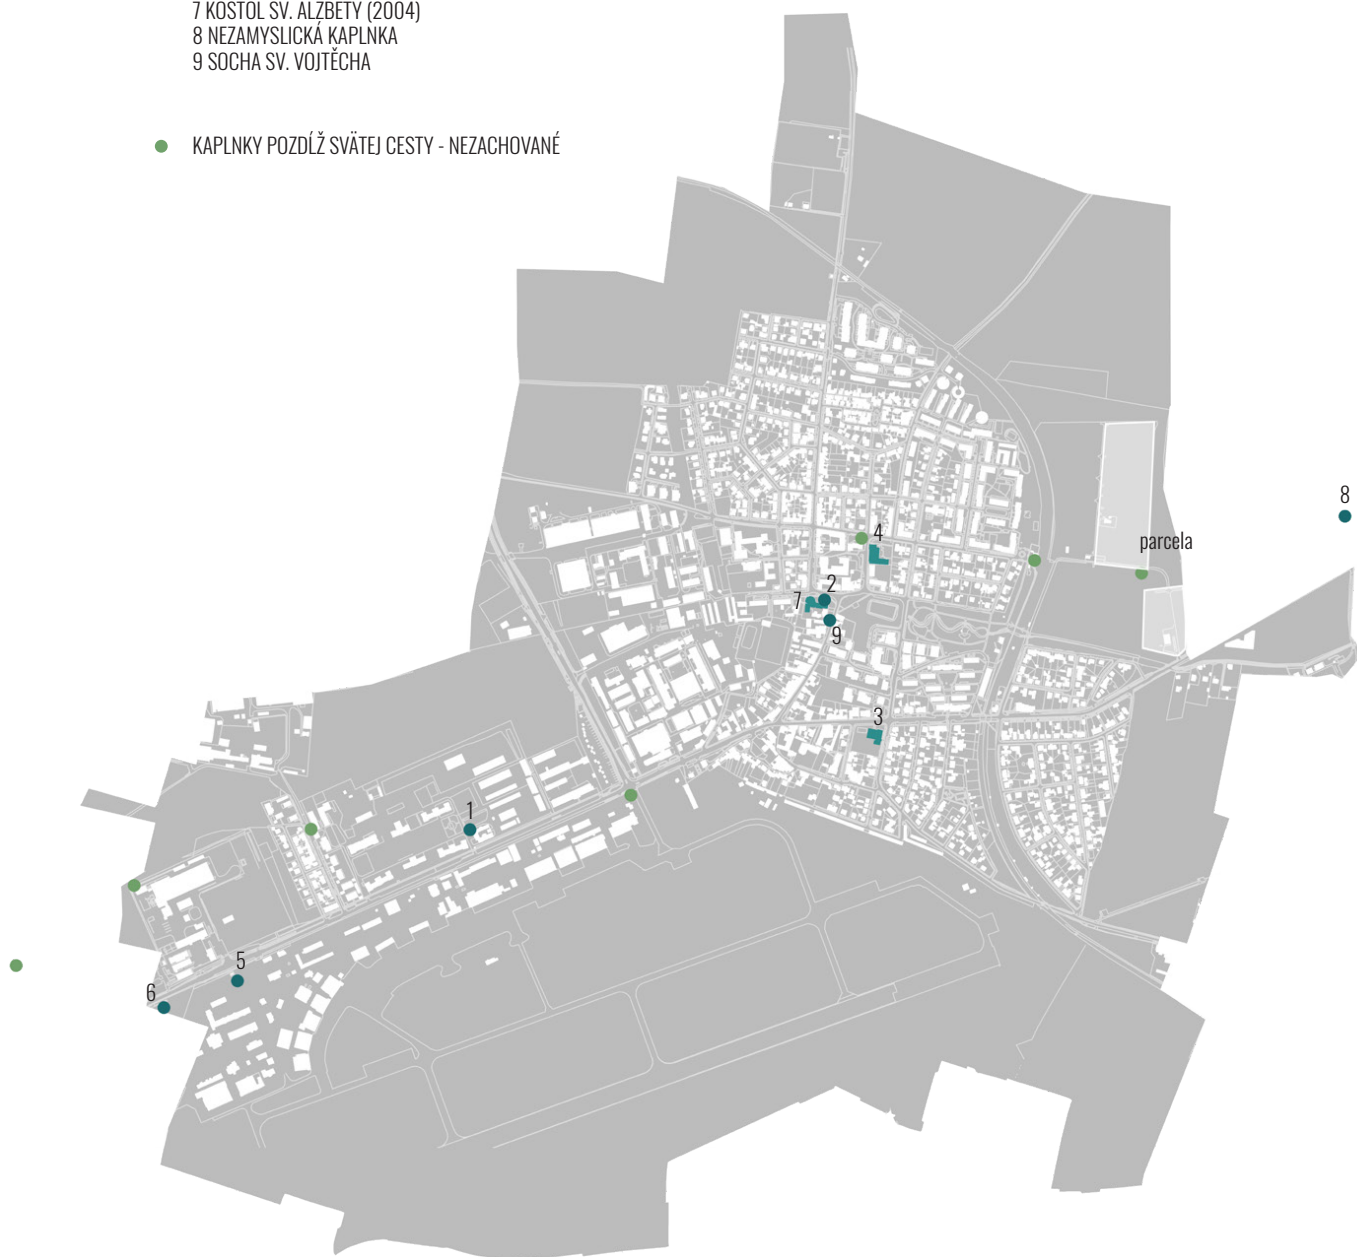 7 KOSTOL SV. ALŽBETY (2004)
8 NEZAMYSLICKÁ KAPLNKA
9 SOCHA SV. VOJTĚCHA
KAPLNKY POZDĹŽ SVÄTEJ CESTY - NEZACHOVANÉ
8
4
parcela
2
7
9
3
1
5
6